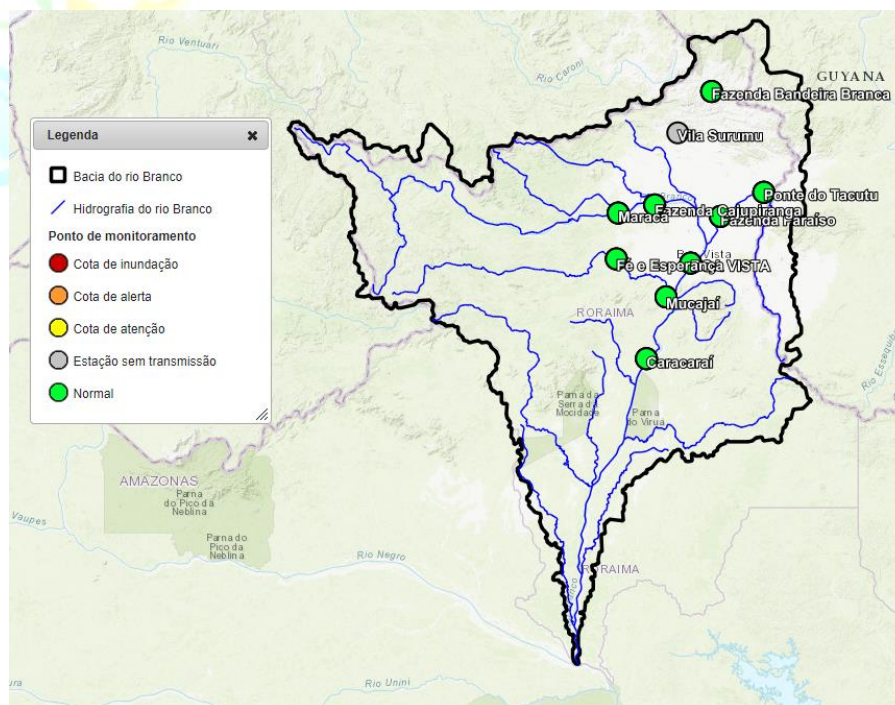 Rio Ventuari
Rio Caroni
GUYANA
Fazenda Bandeira Branca
Legenda
Vila Surumu
Bacia do rio Branco
Hidrografia do rio Branco
Ponte do Tacutu
Fazenda Cajupiranga
Maracá
Fazenda Paraíso
Ponto de monitoramento
Cota de inundação
Vista
Fé e Esperança
VISTA
Cota de alerta
Mucajaí
RORAIMA
Cota de atenção
Estação sem transmissão
Rio Essequibo
Caracaraí
Normal
Parna da
Serra da
Mocidade
Parna
do Viruá
AMAZONAS
Parna
do Pico da
Neblina
Vaupes
Parna do
Pico da
Neblina
Rio Negro
RORAIMA
Rio Unini